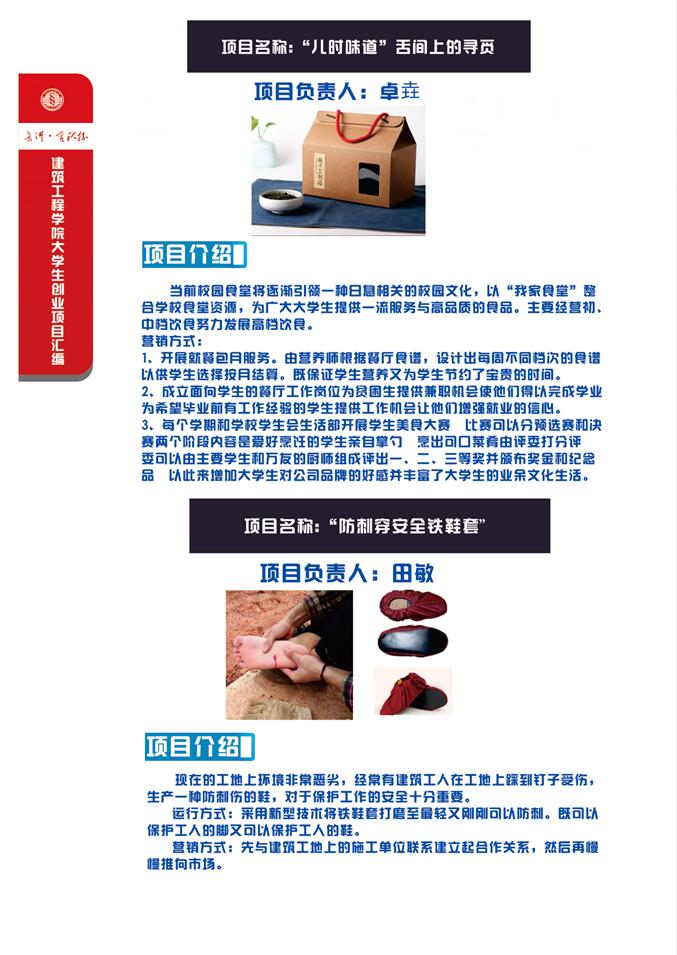 项目名称：“儿时味道”舌间上的寻觅
项目负责人：卓垚
建筑工程学院大学生创业项目汇编
项目介绍
当前校园食堂将逐渐引领一种日息相关的校园文化，以“我家食堂”整
合学校食堂资源，为广大大学生提供一流服务与高品质的食品。主要经营初、
中档饮食努力发展高档饮食。
营销方式：
1、开展就餐包月服务。由营养师根据餐厅食谱，设计出每周不同档次的食谱
以供学生选择按月结算。既保证学生营养又为学生节约了宝贵的时间。
2、成立面向学生的餐厅工作岗位为贫困生提供兼职机会使他们得以完成学业
为希望毕业前有工作经验的学生提供工作机会让他们增强就业的信心。
3、每个学期和学校学生会生活部开展学生美食大赛　比赛可以分预选赛和决
赛两个阶段内容是爱好烹饪的学生亲自掌勺　烹出可口菜肴由评委打分评
委可以由主要学生和万友的厨师组成评出一、二、三等奖并颁布奖金和纪念
品　以此来增加大学生对公司品牌的好感并丰富了大学生的业余文化生活。
项目名称：“防刺穿安全铁鞋套”
项目负责人：田敏
项目介绍
现在的工地上环境非常恶劣，经常有建筑工人在工地上踩到钉子受伤，
生产一种防刺伤的鞋，对于保护工作的安全十分重要。
运行方式：采用新型技术将铁鞋套打磨至最轻又刚刚可以防刺。既可以
保护工人的脚又可以保护工人的鞋。
营销方式：先与建筑工地上的施工单位联系建立起合作关系，然后再慢
慢推向市场。